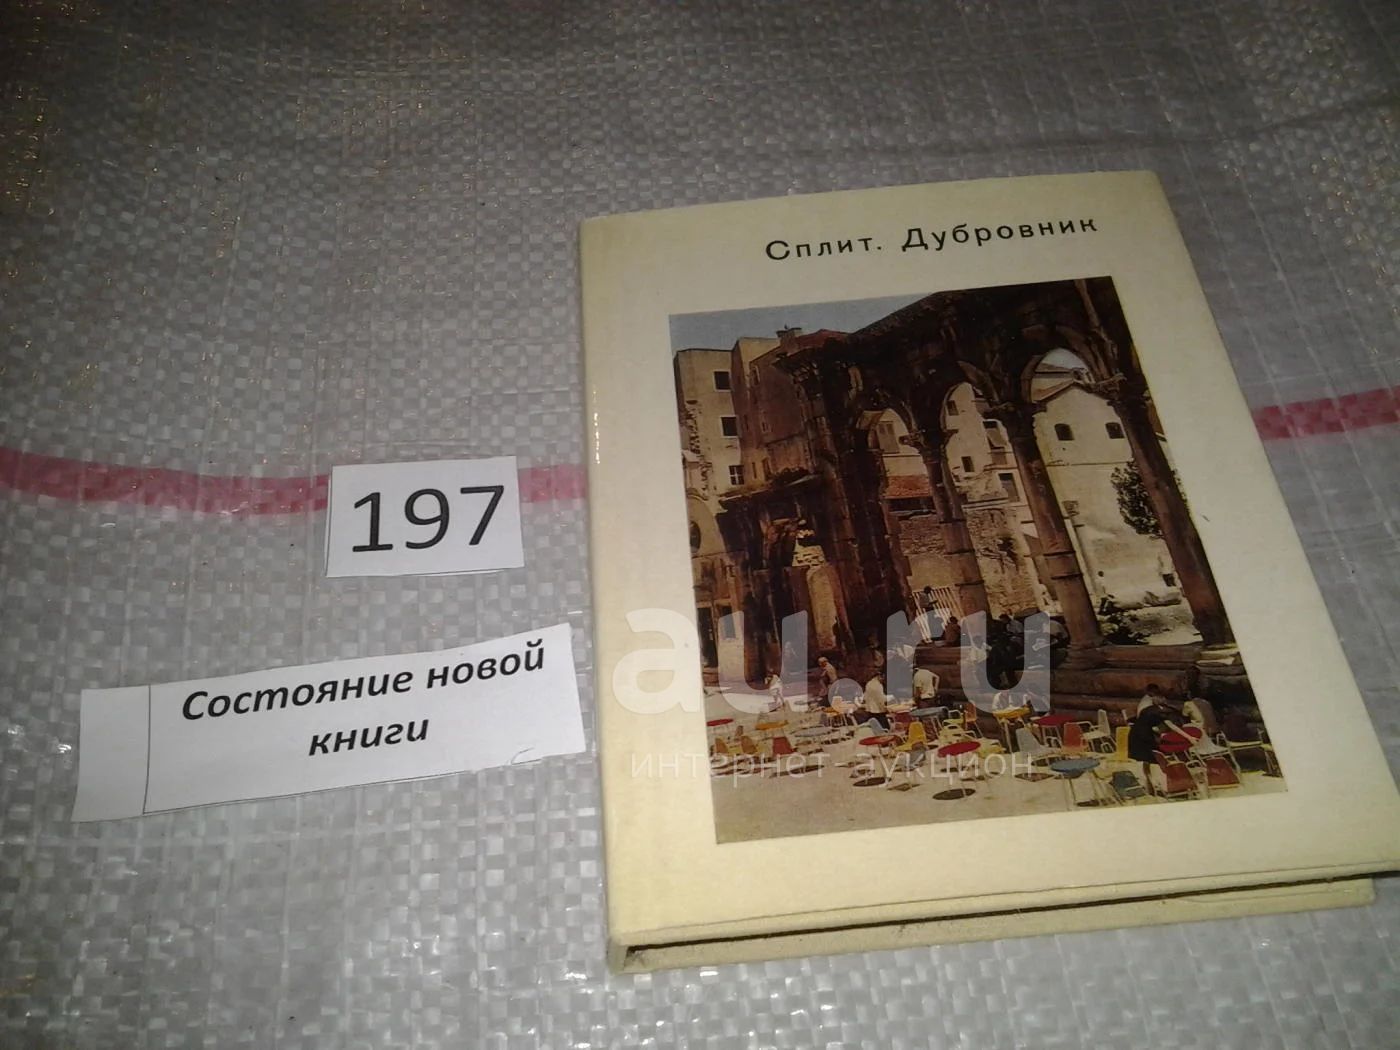 Сплит. Дубровник
197
Состояние новой
книги
au.ru
интернет-аукцион